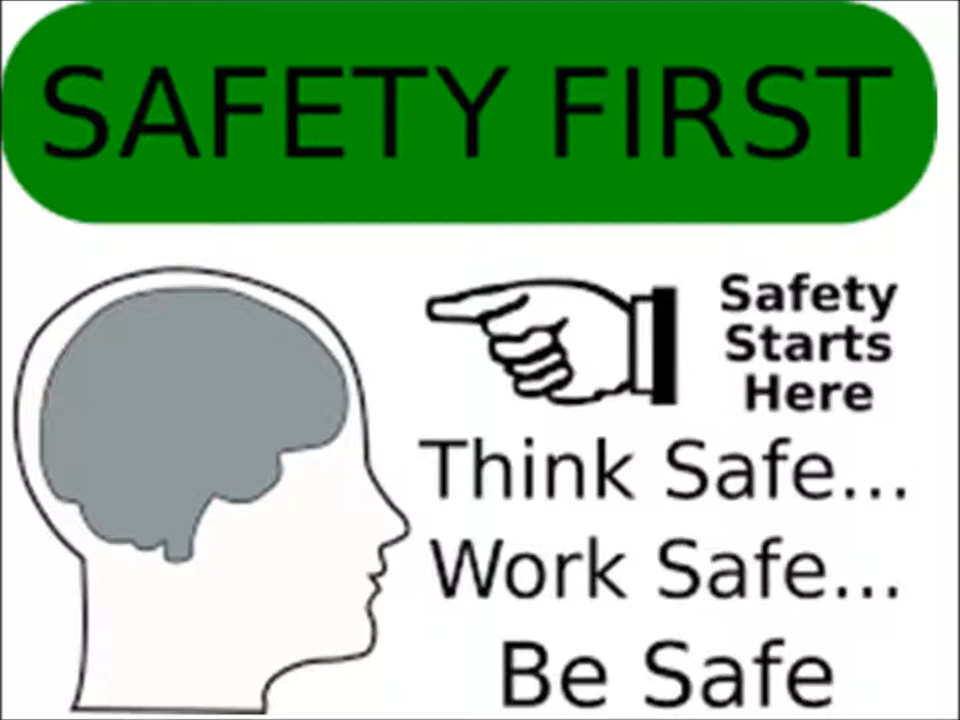 SAFETY FIRST
Safety
Starts
Here
Think Safe...
Work Safe...
Be Safe